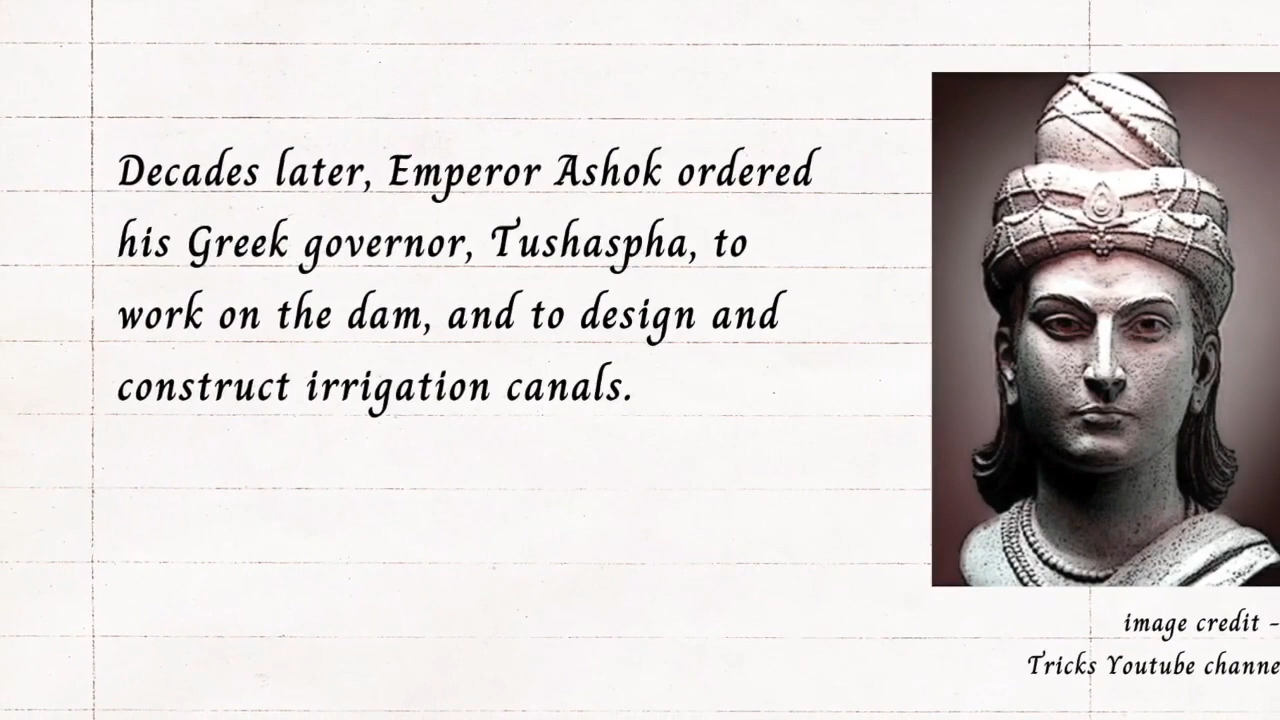 Decades later, Emperor Ashok ordered
his Greek governor, Tushaspha, to
work on the dam, and to design and
construct irrigation canals.
image credit -
Tricks Youtube channe